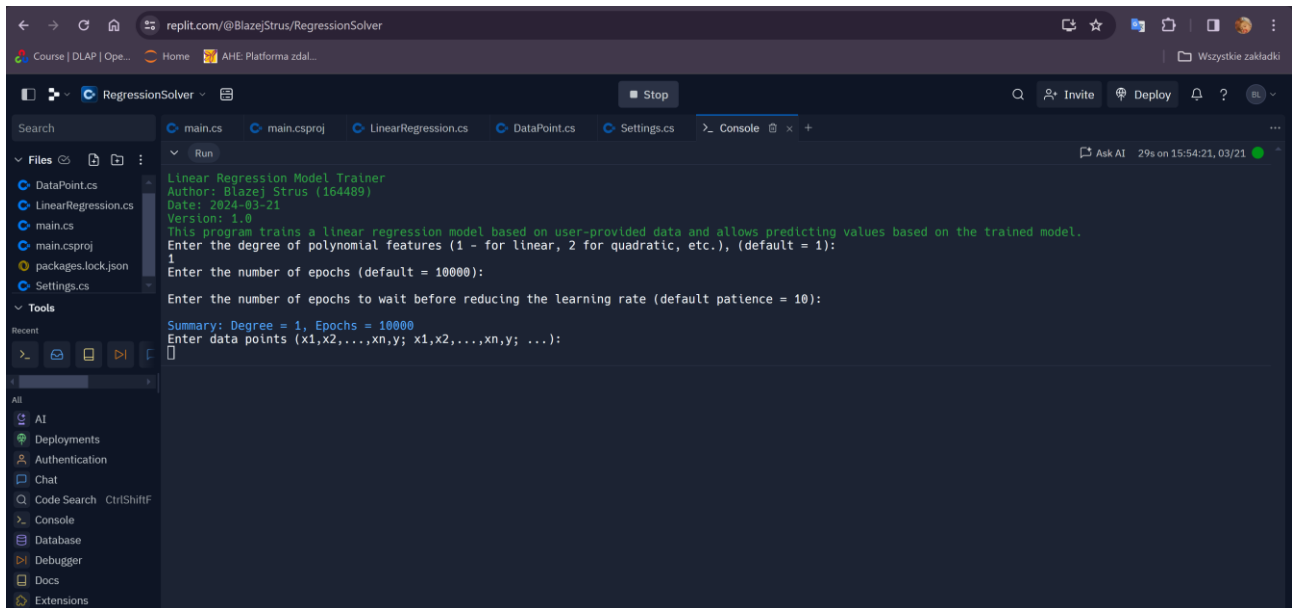 replit.com/@BlazejStrus/RegressionSolver
Course | DLAP | Ope...
Home
AHE: Platforma zdal...
Wszystkie zakładki
RegressionSolver
Stop
Invite
Deploy
?
BL
Search
main.cs
main.csproj
LinearRegression.cs
DataPoint.cs
Settings.cs
Console
Files
Run
Ask AI
29s on 15:54:21, 03/21
DataPoint.cs
LinearRegression.cs
main.cs
main.csproj
packages.lock.json
Settings.cs
Tools
Recent
All
AI
Deployments
Authentication
Chat
Code Search CtrlShiftF
Console
Database
Debugger
Docs
Extensions
Linear Regression Model Trainer
Author: Blazej Strus (164489)
Date: 2024-03-21
Version: 1.0
This program trains a linear regression model based on user-provided data and allows predicting values based on the trained model.
Enter the degree of polynomial features (1 - for linear, 2 for quadratic, etc.), (default = 1):
1
Enter the number of epochs (default = 10000):
Enter the number of epochs to wait before reducing the learning rate (default patience = 10):
Summary: Degree = 1, Epochs = 10000
Enter data points (x1,x2,...,xn,y; x1,x2,...,xn,y; ...):